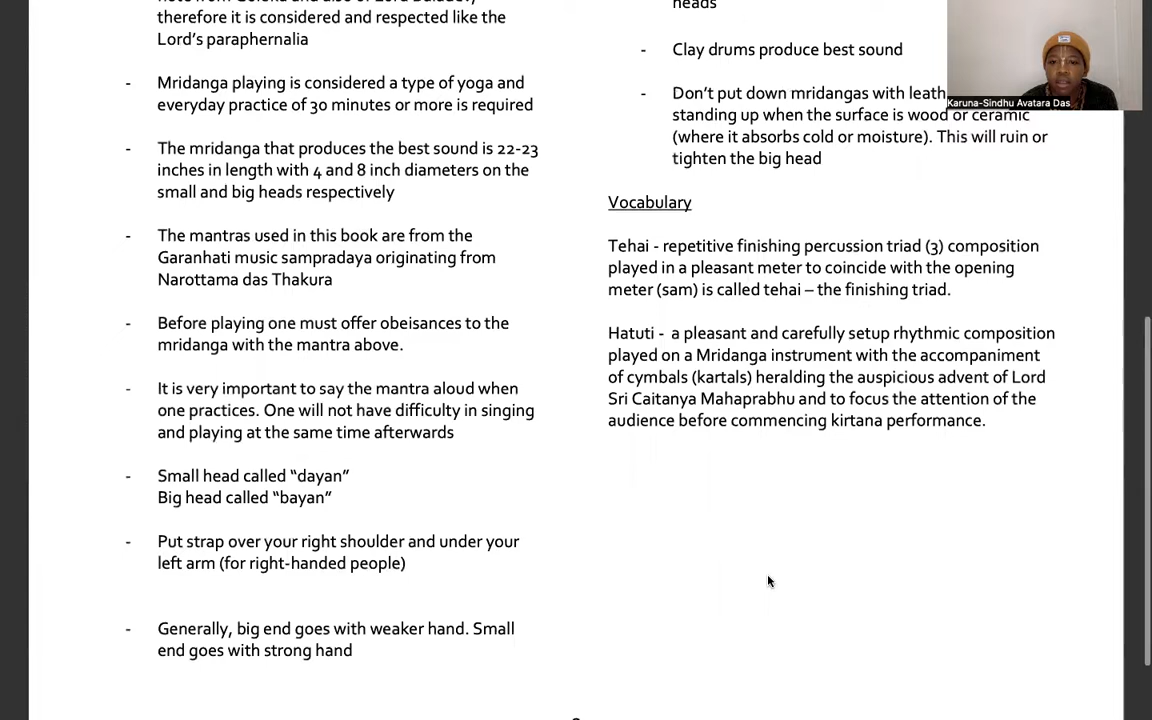 therefore it is considered and respected like the
Lord's paraphernalia
- Mridanga playing is considered a type of yoga and
everyday practice of 30 minutes or more is required
- The mridanga that produces the best sound is 22-23
inches in length with 4 and 8 inch diameters on the
small and big heads respectively
- The mantras used in this book are from the
Garanhati music sampradaya originating from
Narottama das Thakura
- Before playing one must offer obeisances to the
mridanga with the mantra above.
- It is very important to say the mantra aloud when
one practices. One will not have difficulty in singing
and playing at the same time afterwards
- Small head called “dayan”
Big head called “bayan”
- Put strap over your right shoulder and under your
left arm (for right-handed people)
- Generally, big end goes with weaker hand. Small
end goes with strong hand
heads
- Clay drums produce best sound
- Don't put down mridangas with leath
standing up when the surface is wood or ceramic
(where it absorbs cold or moisture). This will ruin or
tighten the big head
Vocabulary
Tehai - repetitive finishing percussion triad (3) composition
played in a pleasant meter to coincide with the opening
meter (sam) is called tehai – the finishing triad.
Hatuti - a pleasant and carefully setup rhythmic composition
played on a Mridanga instrument with the accompaniment
of cymbals (kartals) heralding the auspicious advent of Lord
Sri Caitanya Mahaprabhu and to focus the attention of the
audience before commencing kirtana performance.
Karuna-Sindhu Avatara Das